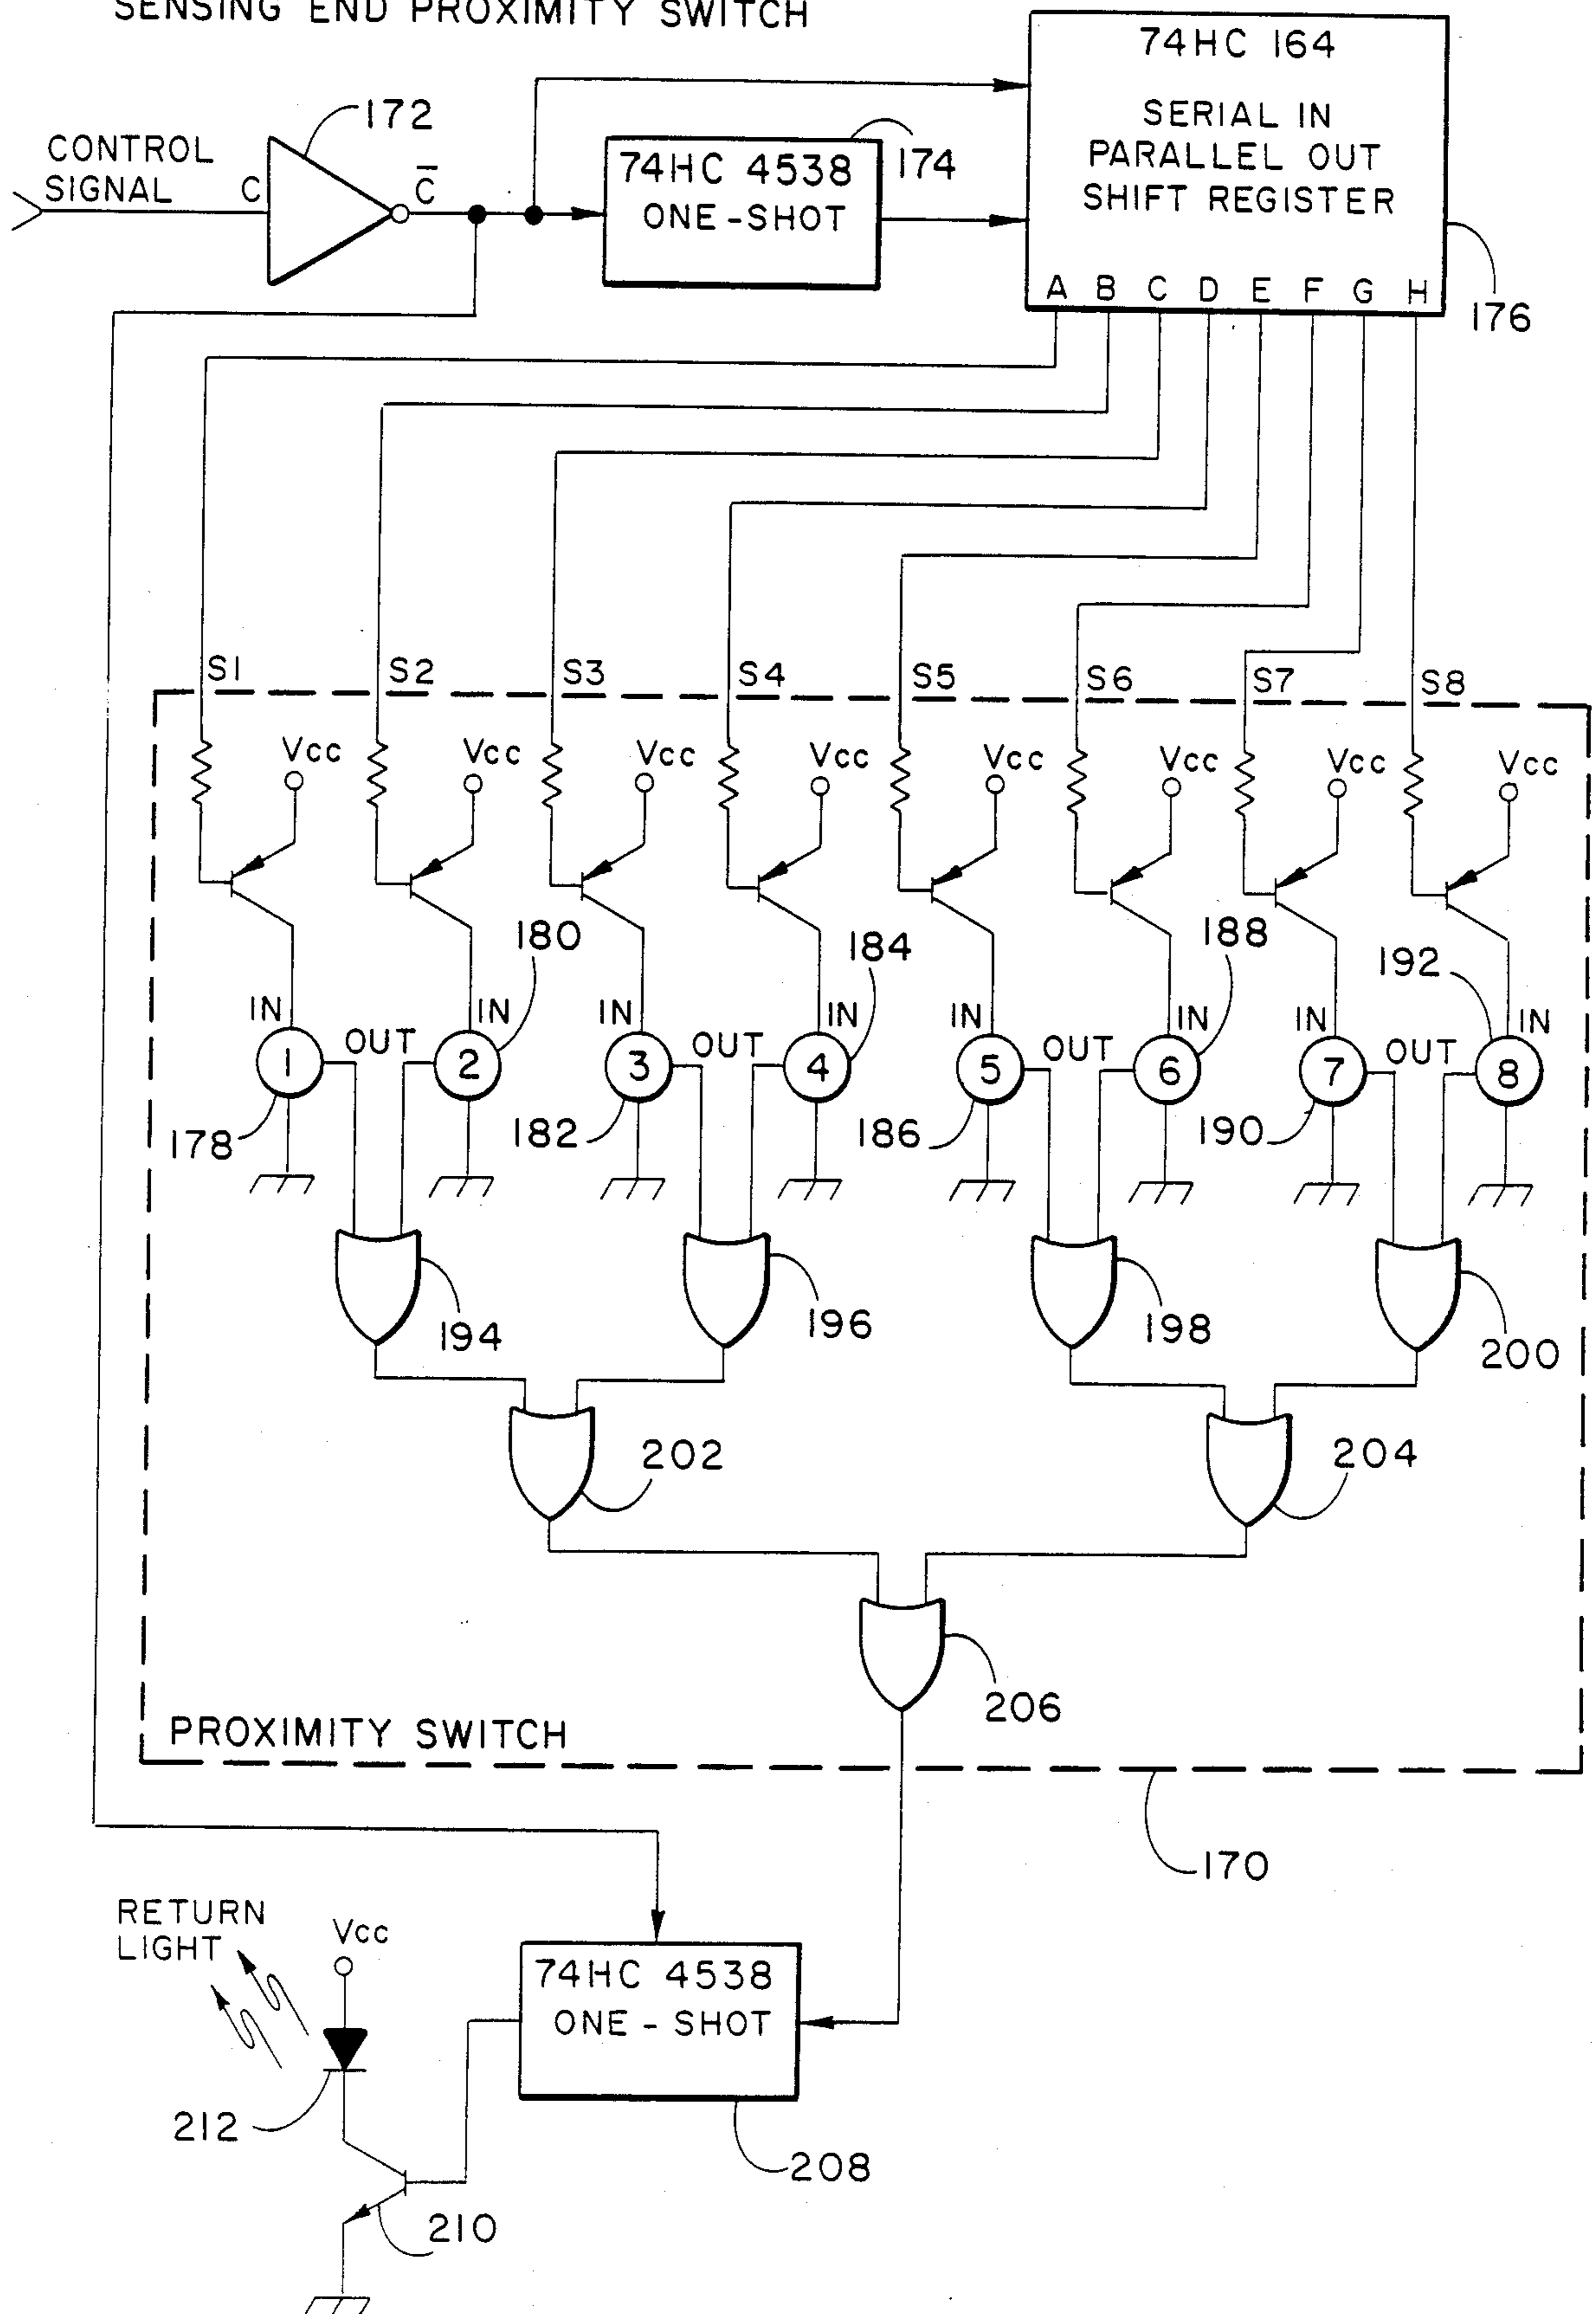 SENSING END PROXIMITY SWITCH
74HC 164
SERIAL IN
PARALLEL OUT
SHIFT REGISTER
A B C D E F G H
176
172
CONTROL
SIGNAL
C
C̅
74HC 4538
ONE-SHOT
174
S1 S2 S3 S4 S5 S6 S7 S8
Vcc Vcc Vcc Vcc Vcc Vcc Vcc Vcc
180 184 188 192
IN IN IN IN IN IN IN IN
OUT OUT OUT OUT
1 2 3 4 5 6 7 8
178 182 186 190
194 196 198 200
202 204
206
PROXIMITY SWITCH
170
RETURN
LIGHT
Vcc
74HC 4538
ONE - SHOT
212
208
210